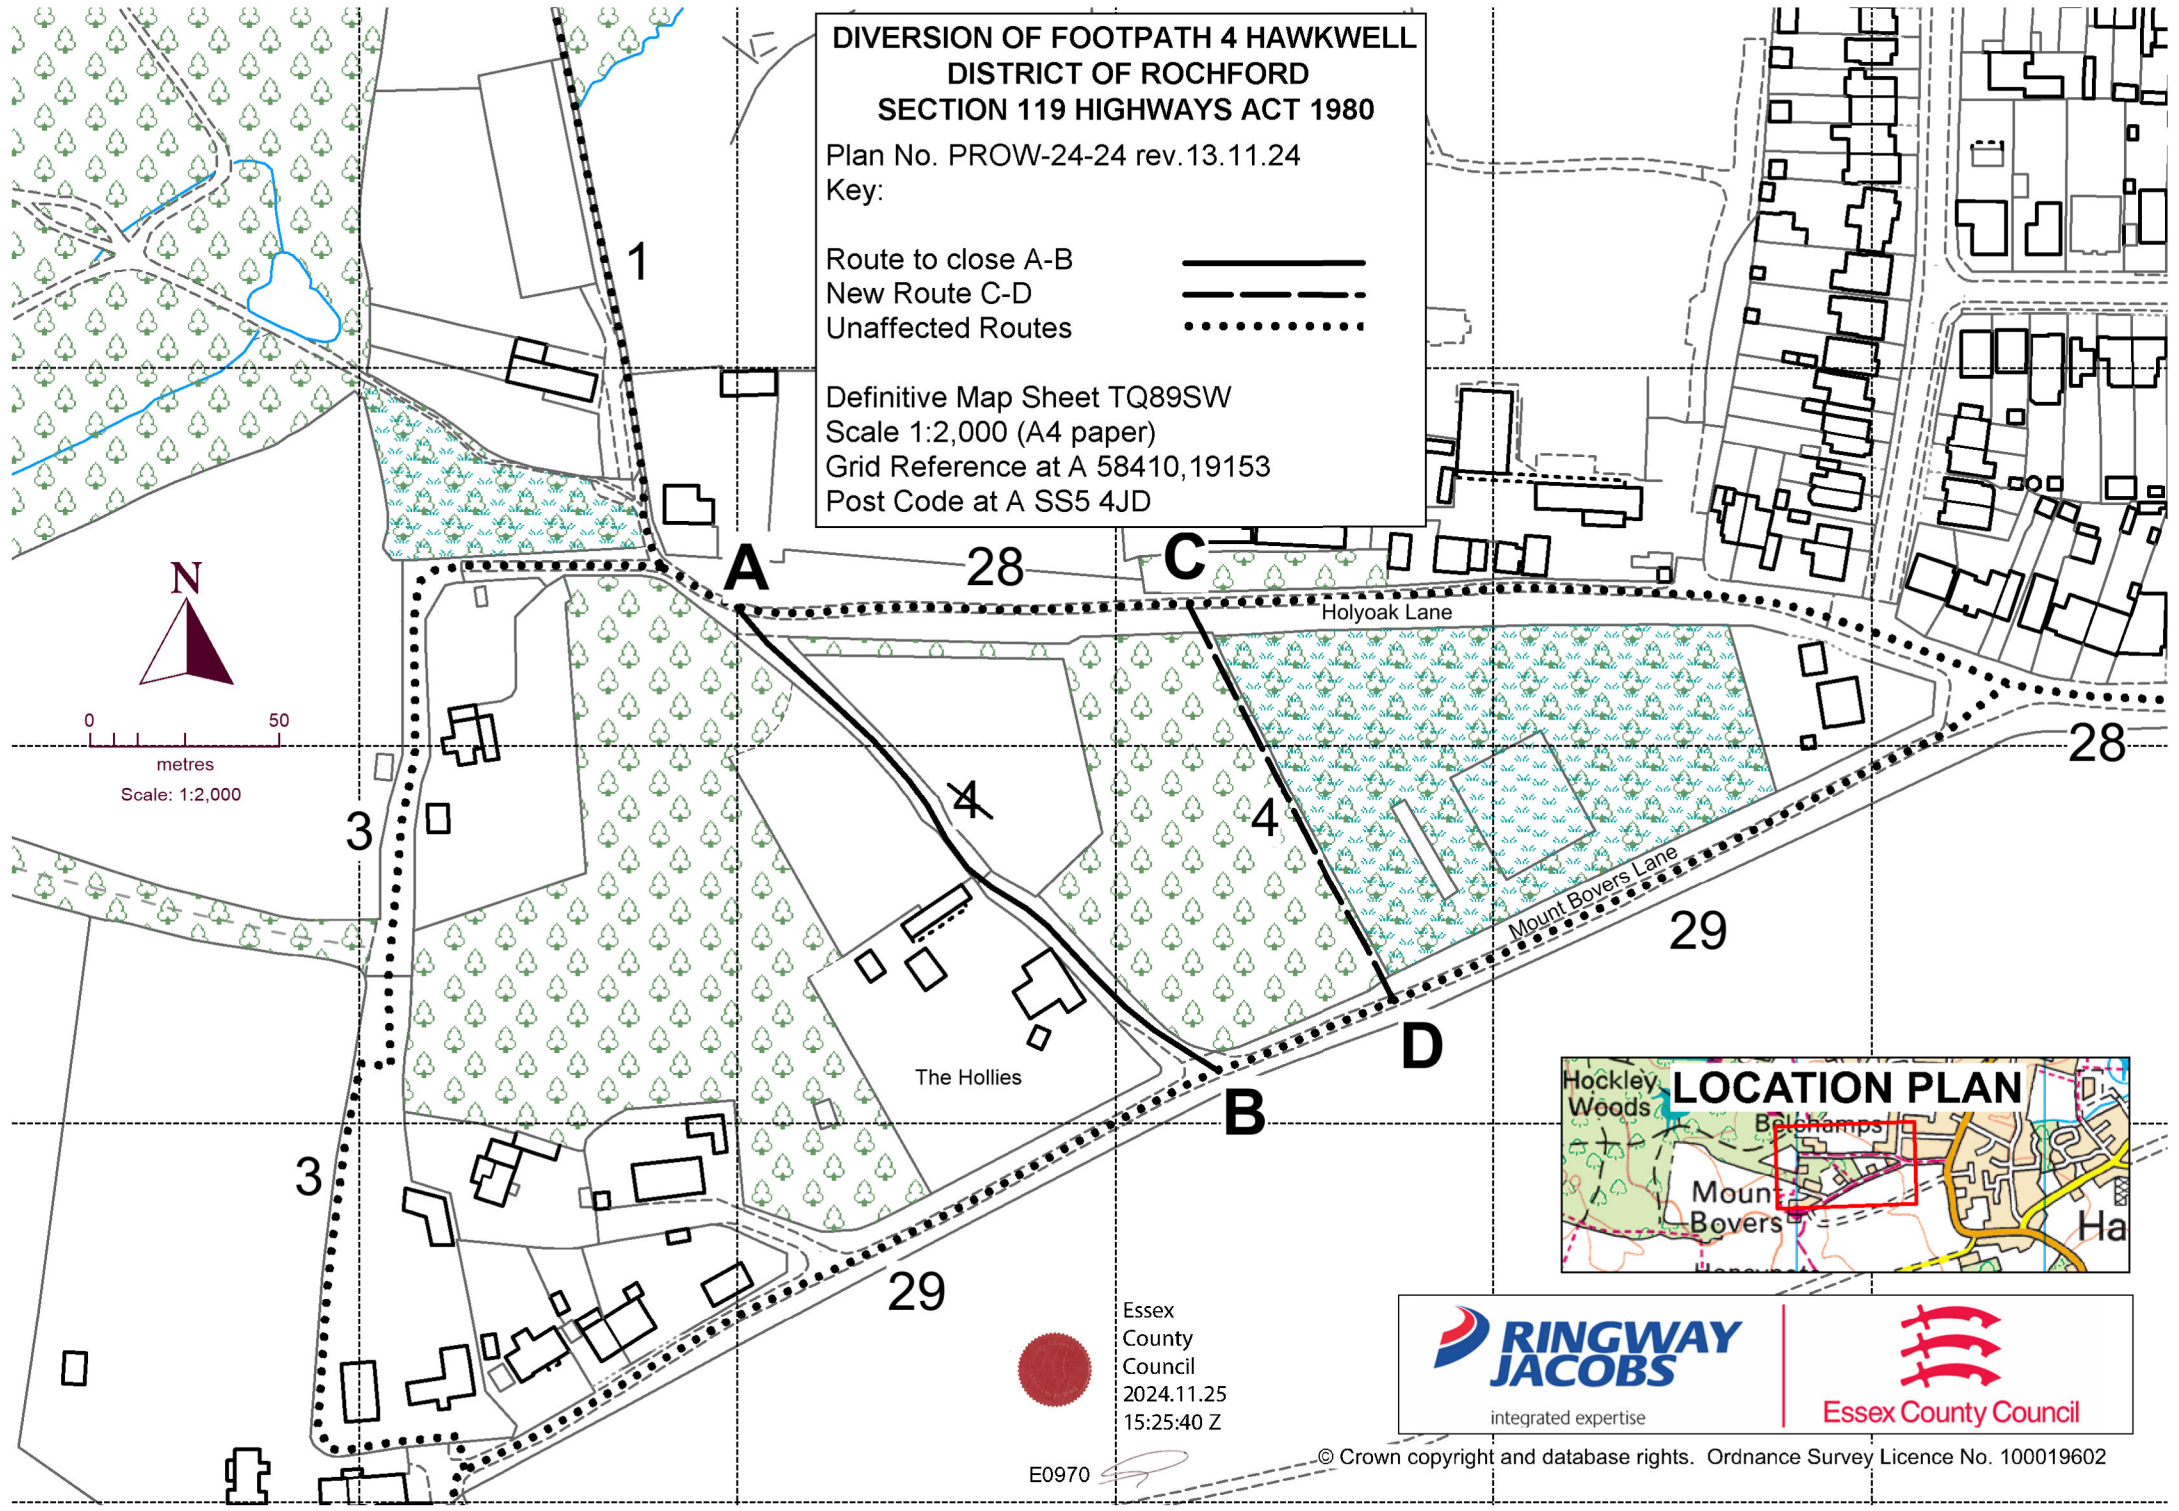 DIVERSION OF FOOTPATH 4 HAWKWELL
DISTRICT OF ROCHFORD
SECTION 119 HIGHWAYS ACT 1980
Plan No. PROW-24-24 rev.13.11.24
Key:
Route to close A-B
New Route C-D
Unaffected Routes
Definitive Map Sheet TQ89SW
Scale 1:2,000 (A4 paper)
Grid Reference at A 58410,19153
Post Code at A SS5 4JD
1
A
28
C
Holyoak Lane
N
0 50
metres
Scale: 1:2,000
28
3
4
4
Mount Bovers Lane
29
D
The Hollies
B
3
29
LOCATION PLAN
Hockley
Woods
Belchamps
Mount
Bovers
Ha
Essex
County
Council
2024.11.25
15:25:40 Z
E0970
RINGWAY
JACOBS
integrated expertise
Essex County Council
© Crown copyright and database rights. Ordnance Survey Licence No. 100019602